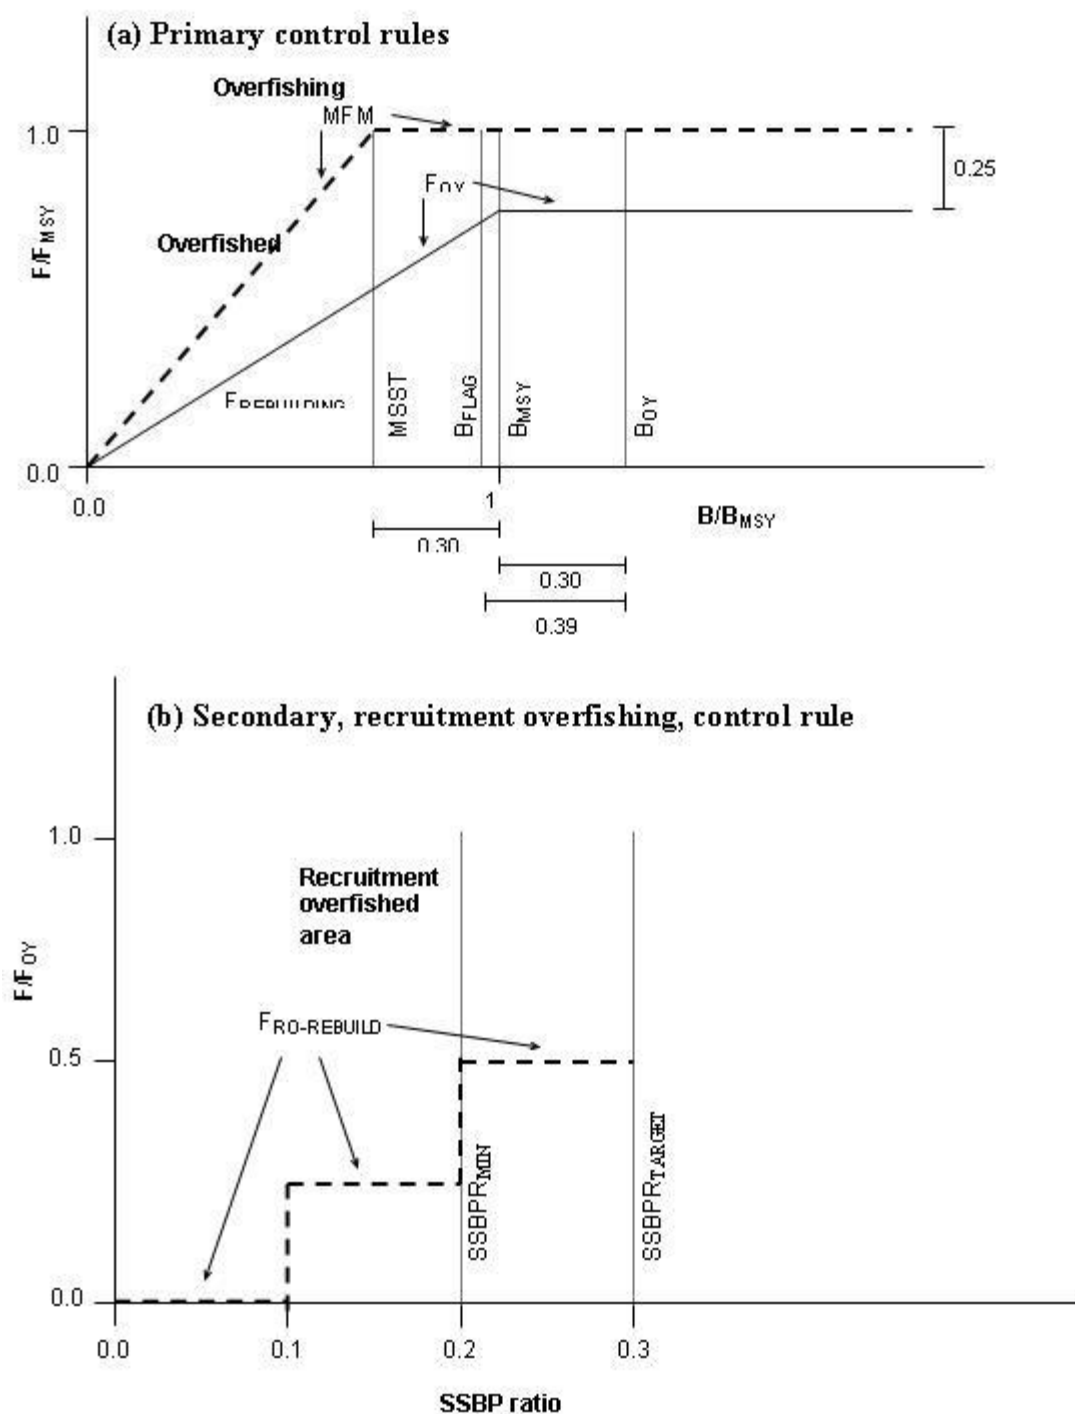 (a) Primary control rules
Overfishing
MFM
1.0
0.25
FOY
Overfished
F/FMSY
FREBUILDING
MSST
BFLAG
BMSY
BOY
0.0
0.0
1
B/BMSY
0.30
0.30
0.39
(b) Secondary, recruitment overfishing, control rule
1.0
Recruitment
overfished
area
F/FOY
FRO-REBUILD
0.5
SSBPRMIN
SSBPRTARGET
0.0
0.0
0.1
0.2
0.3
SSBP ratio